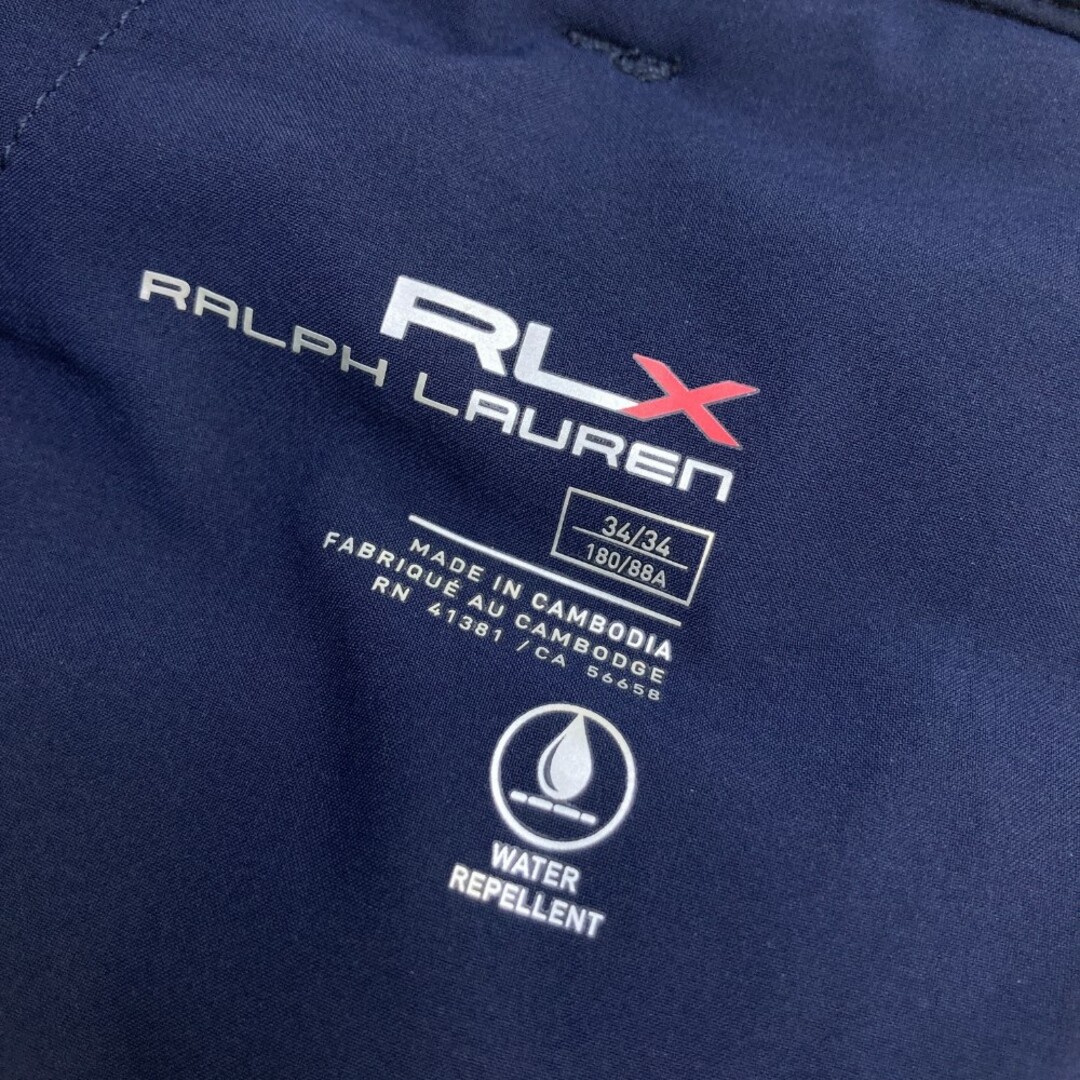 RLX
RALPH LAUREN
34/34
180/88A
MADE IN CAMBODIA
FABRIQUÉ AU CAMBODGE
RN 41381 /CA 56658
WATER
REPELLENT